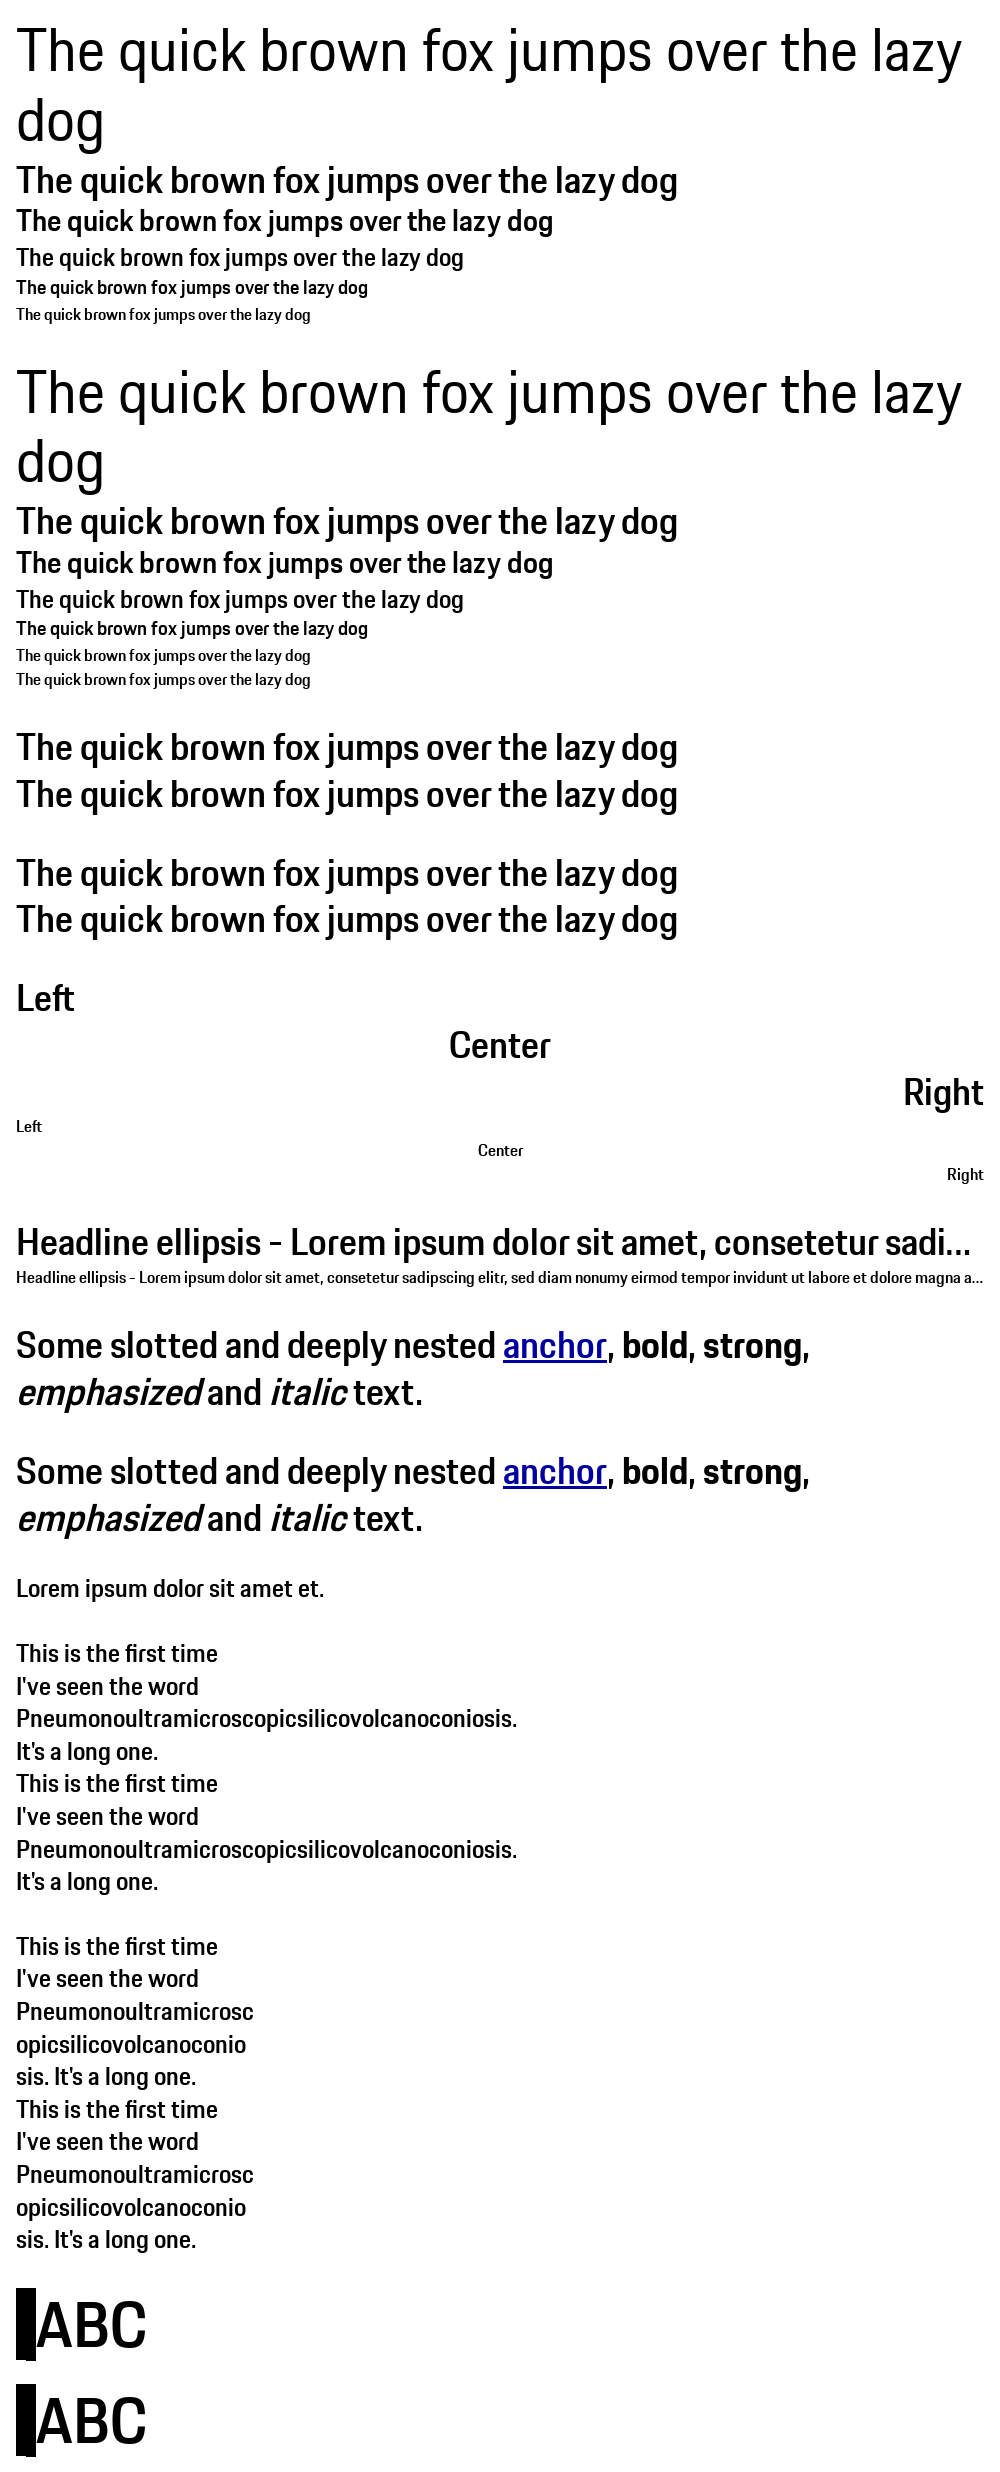 The quick brown fox jumps over the lazy
dog
The quick brown fox jumps over the lazy dog
The quick brown fox jumps over the lazy dog
The quick brown fox jumps over the lazy dog
The quick brown fox jumps over the lazy dog
The quick brown fox jumps over the lazy dog
The quick brown fox jumps over the lazy
dog
The quick brown fox jumps over the lazy dog
The quick brown fox jumps over the lazy dog
The quick brown fox jumps over the lazy dog
The quick brown fox jumps over the lazy dog
The quick brown fox jumps over the lazy dog
The quick brown fox jumps over the lazy dog
The quick brown fox jumps over the lazy dog
The quick brown fox jumps over the lazy dog
The quick brown fox jumps over the lazy dog
The quick brown fox jumps over the lazy dog
Left
Center
Right
Left
Center
Right
Headline ellipsis - Lorem ipsum dolor sit amet, consetetur sadi...
Headline ellipsis - Lorem ipsum dolor sit amet, consetetur sadipscing elitr, sed diam nonumy eirmod tempor invidunt ut labore et dolore magna a...
Some slotted and deeply nested anchor, bold, strong,
emphasized and italic text.
Some slotted and deeply nested anchor, bold, strong,
emphasized and italic text.
Lorem ipsum dolor sit amet et.
This is the first time
I've seen the word
Pneumonoultramicroscopicsilicovolcanoconiosis.
It's a long one.
This is the first time
I've seen the word
Pneumonoultramicroscopicsilicovolcanoconiosis.
It's a long one.
This is the first time
I've seen the word
Pneumonoultramicrosc
opicsilicovolcanoconio
sis. It's a long one.
This is the first time
I've seen the word
Pneumonoultramicrosc
opicsilicovolcanoconio
sis. It's a long one.
ABC
ABC